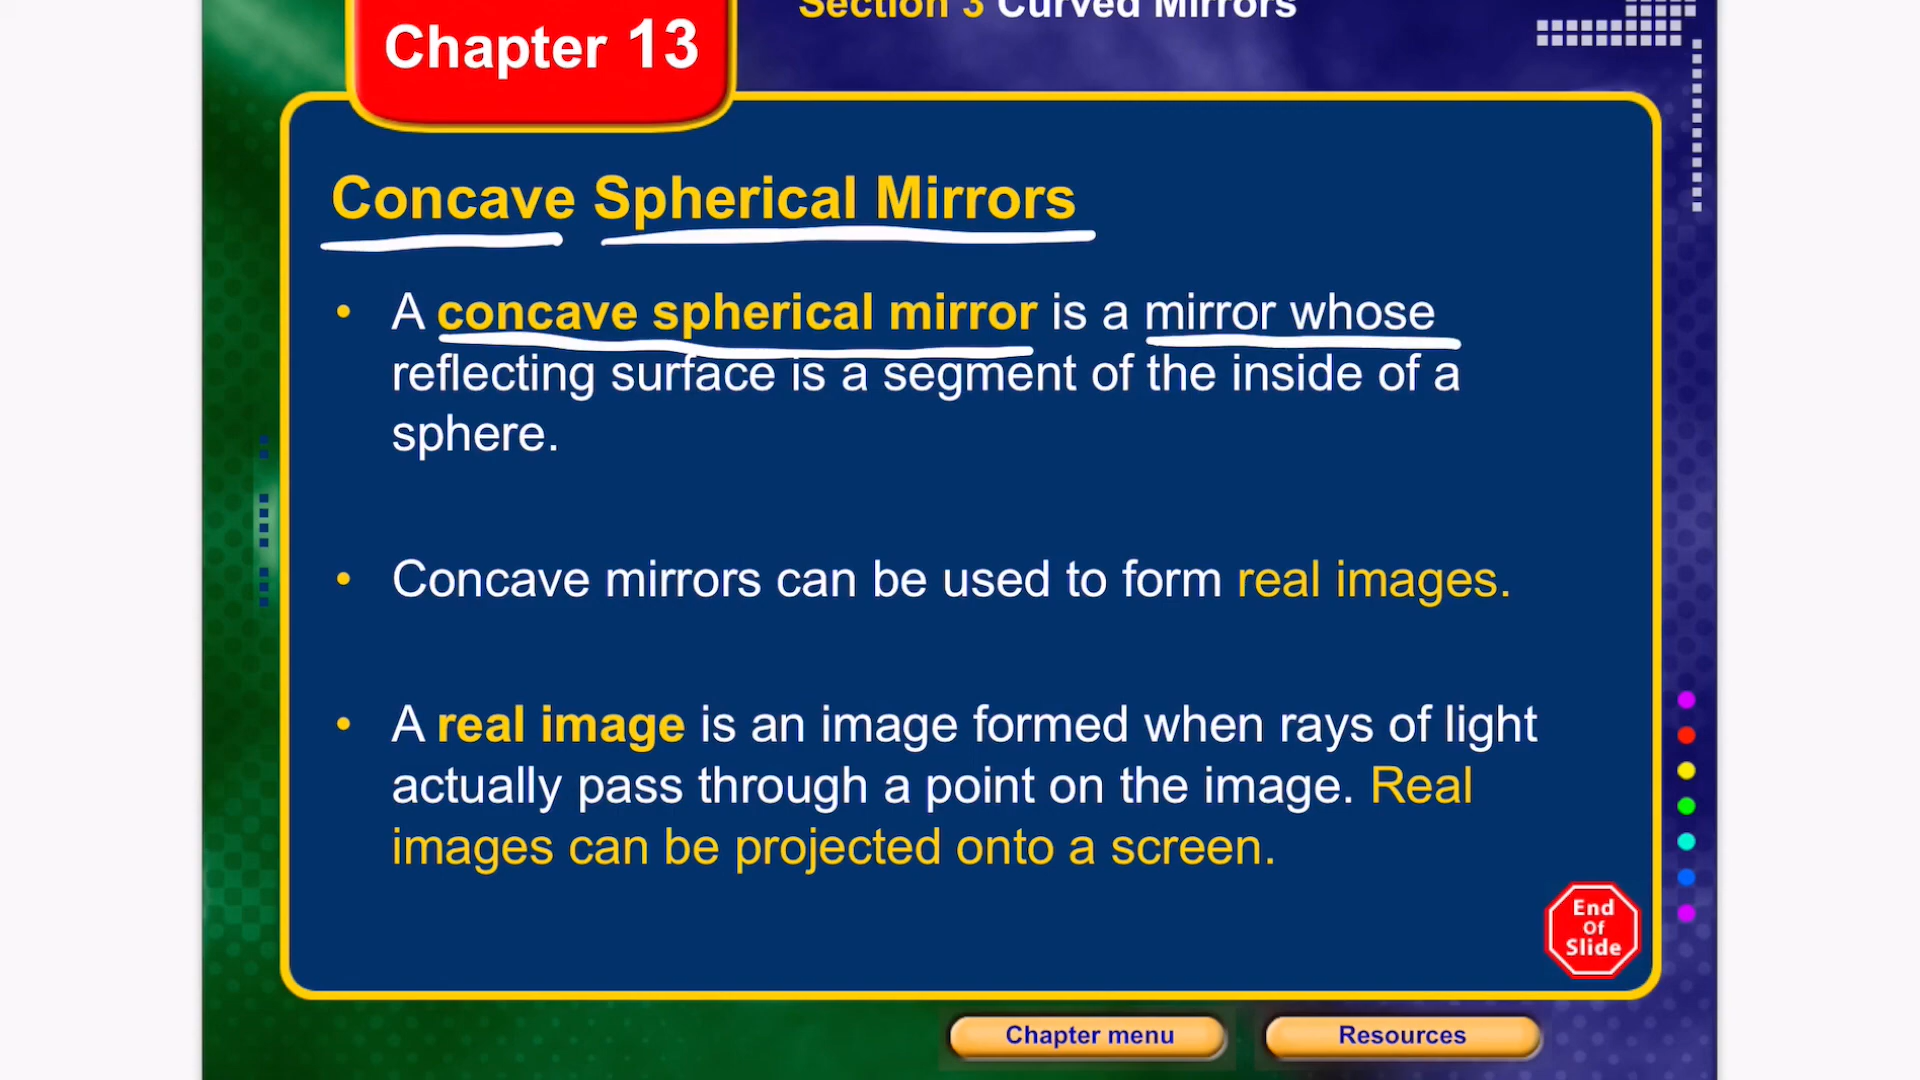 Section 3 Curved Mirrors
Chapter 13
Concave Spherical Mirrors
• A concave spherical mirror is a mirror whose
reflecting surface is a segment of the inside of a
sphere.
• Concave mirrors can be used to form real images.
• A real image is an image formed when rays of light
actually pass through a point on the image. Real
images can be projected onto a screen.
End
Of
Slide
Chapter menu
Resources